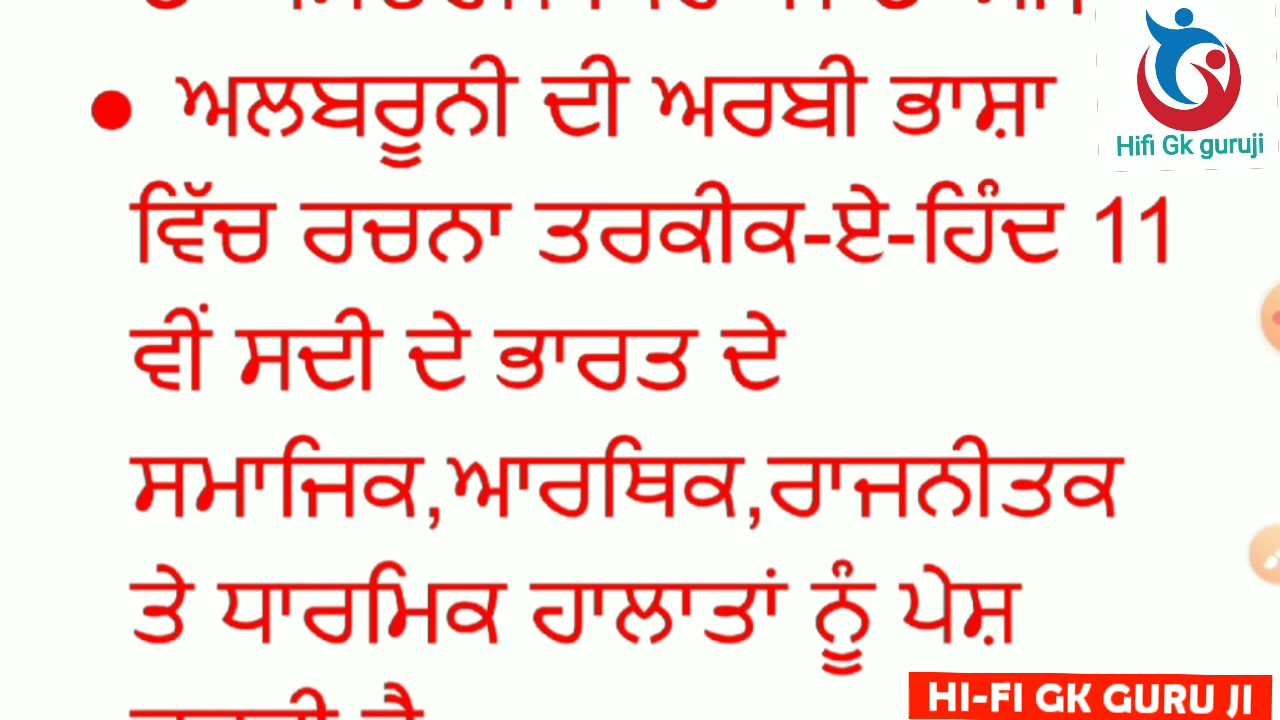 ਅਲਬਰੂਨੀ ਦੀ ਅਰਬੀ ਭਾਸ਼ਾ
Hifi Gk guruji
ਵਿੱਚ ਰਚਨਾ ਤਰਕੀਕ-ਏ-ਹਿੰਦ 11
ਵੀਂ ਸਦੀ ਦੇ ਭਾਰਤ ਦੇ
ਸਮਾਜਿਕ,ਆਰਥਿਕ,ਰਾਜਨੀਤਕ
ਤੇ ਧਾਰਮਿਕ ਹਾਲਾਤਾਂ ਨੂੰ ਪੇਸ਼
HI-FI GK GURU JI